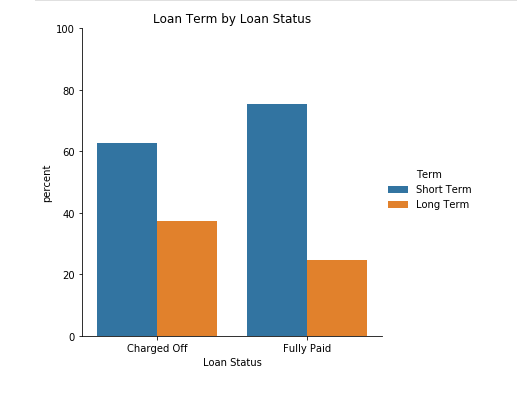 Loan Term by Loan Status
100
80
60
40
20
0
percent
Charged Off
Fully Paid
Loan Status
Term
Short Term
Long Term